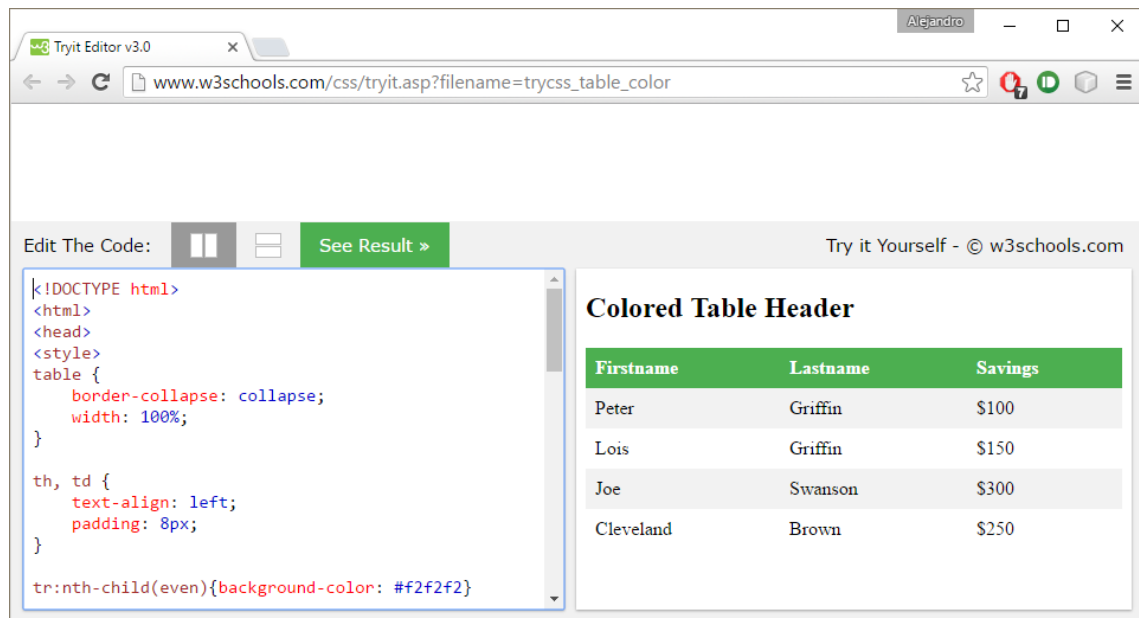 Alejandro
w3 Tryit Editor v3.0
www.w3schools.com/css/tryit.asp?filename=trycss_table_color
7
Edit The Code:
See Result »
Try it Yourself - © w3schools.com
<!DOCTYPE html>
<html>
<head>
<style>
table {
    border-collapse: collapse;
    width: 100%;
}
th, td {
    text-align: left;
    padding: 8px;
}
tr:nth-child(even){background-color: #f2f2f2}
Colored Table Header
Firstname Lastname Savings
Peter Griffin $100
Lois Griffin $150
Joe Swanson $300
Cleveland Brown $250